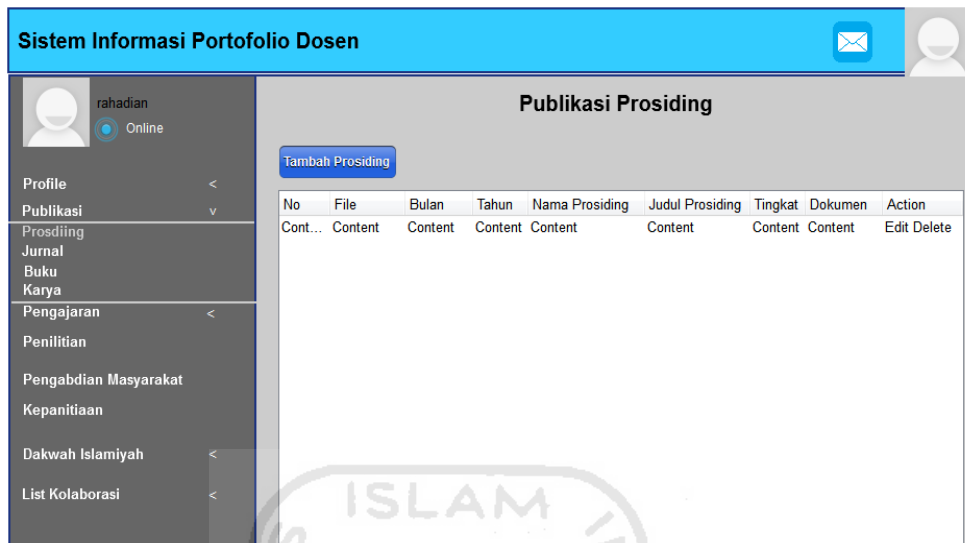 Sistem Informasi Portofolio Dosen
rahadian
Online
Profile <
Publikasi v
Prosdiing
Jurnal
Buku
Karya
Pengajaran <
Penilitian
Pengabdian Masyarakat
Kepanitiaan
Dakwah Islamiyah <
List Kolaborasi <
Publikasi Prosiding
Tambah Prosiding
No File Bulan Tahun Nama Prosiding Judul Prosiding Tingkat Dokumen Action
Cont... Content Content Content Content Content Content Content Edit Delete
ISLAM